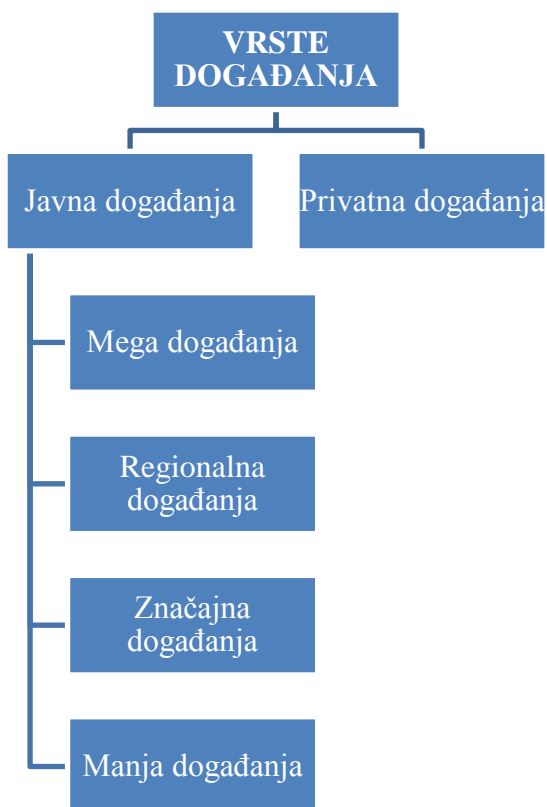 VRSTE
DOGAĐANJA
Javna događanja
Privatna događanja
Mega događanja
Regionalna
događanja
Značajna
događanja
Manja događanja